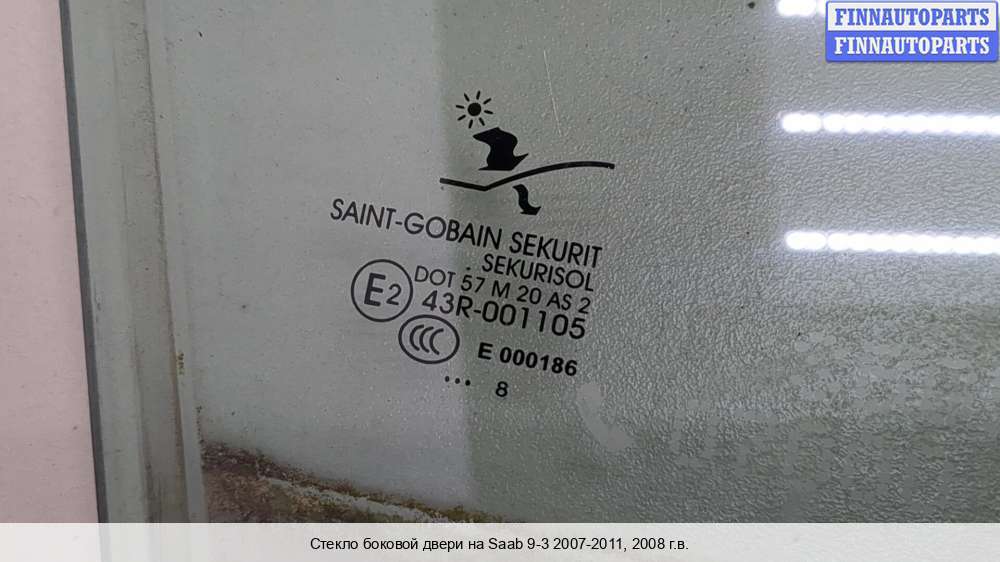 FINNAUTOPARTS
FINNAUTOPARTS
SAINT-GOBAIN SEKURIT
SEKURISOL
DOT 57 M 20 AS 2
E2 43R-001105
CCC E 000186
... 8
Стекло боковой двери на Saab 9-3 2007-2011, 2008 г.в.